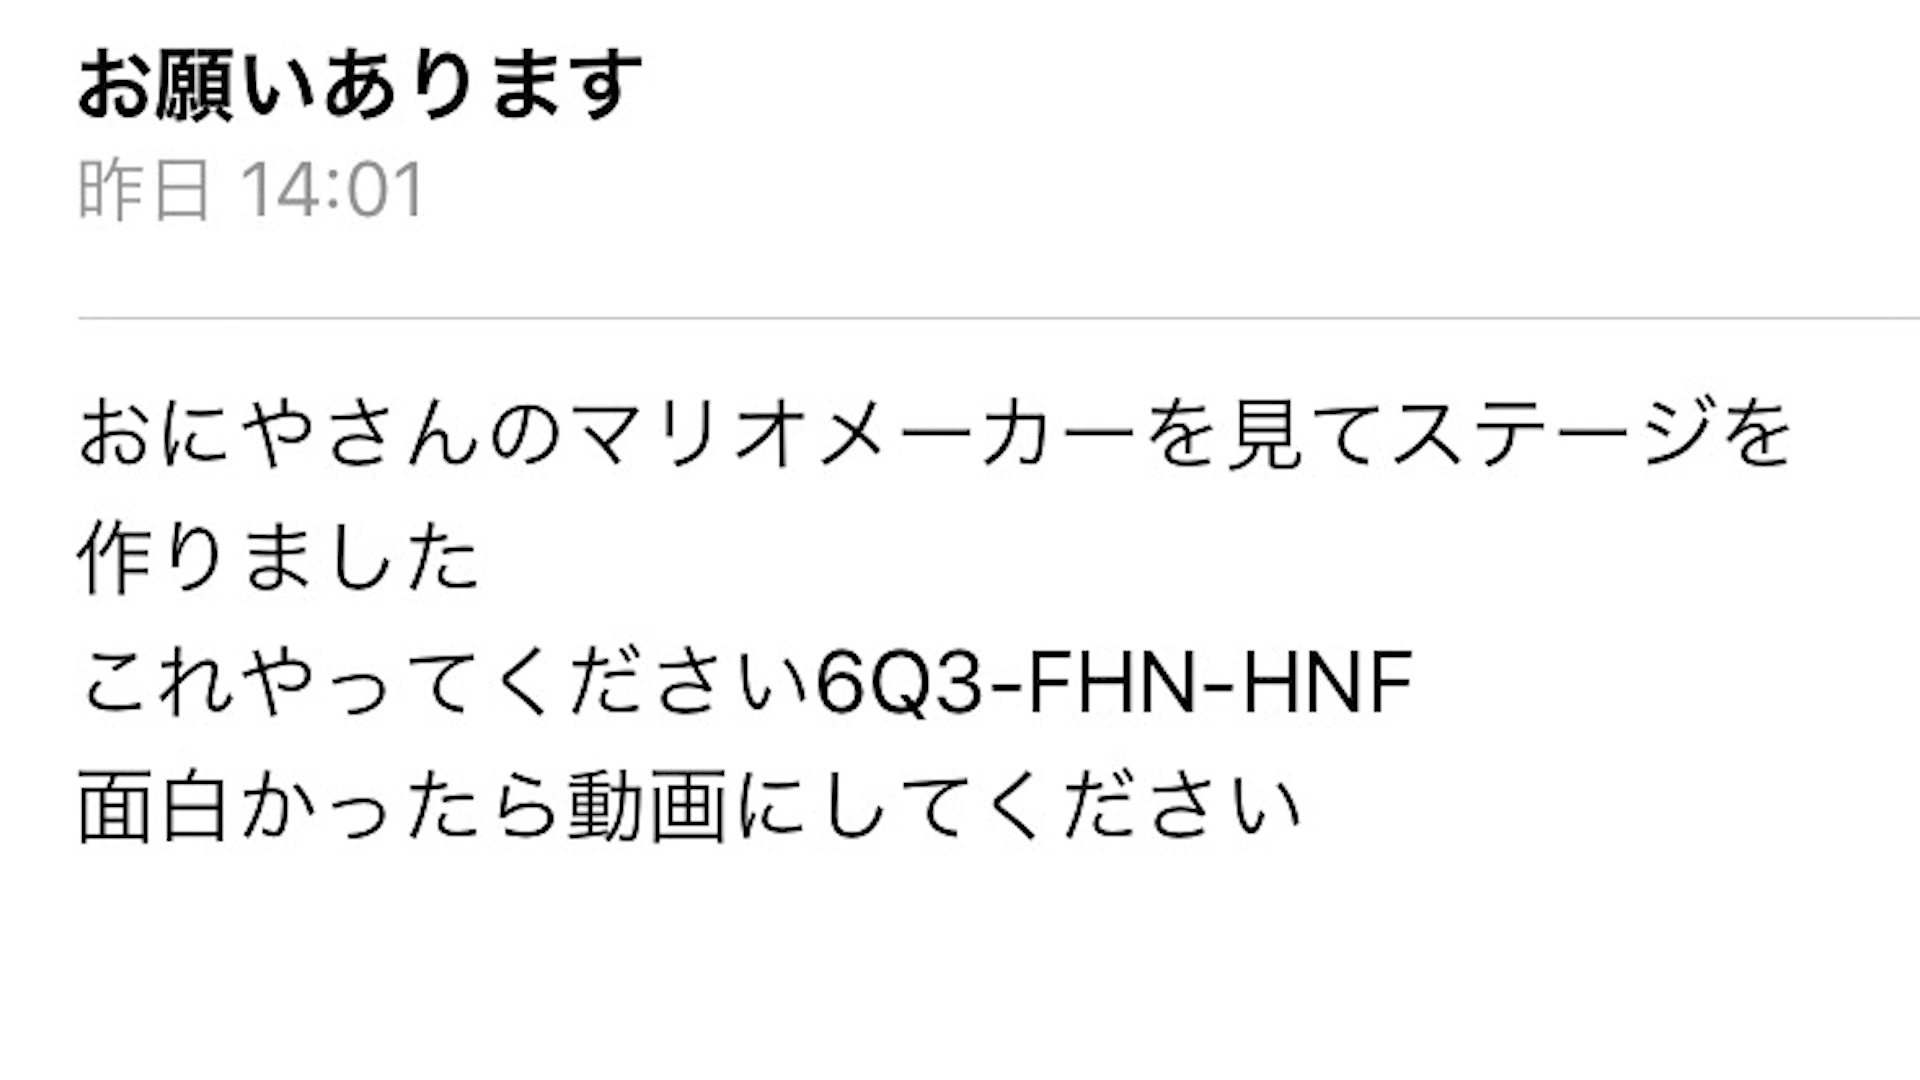 お願いあります
昨日 14:01
おにやさんのマリオメーカーを見てステージを
作りました
これやってください6Q3-FHN-HNF
面白かったら動画にしてください